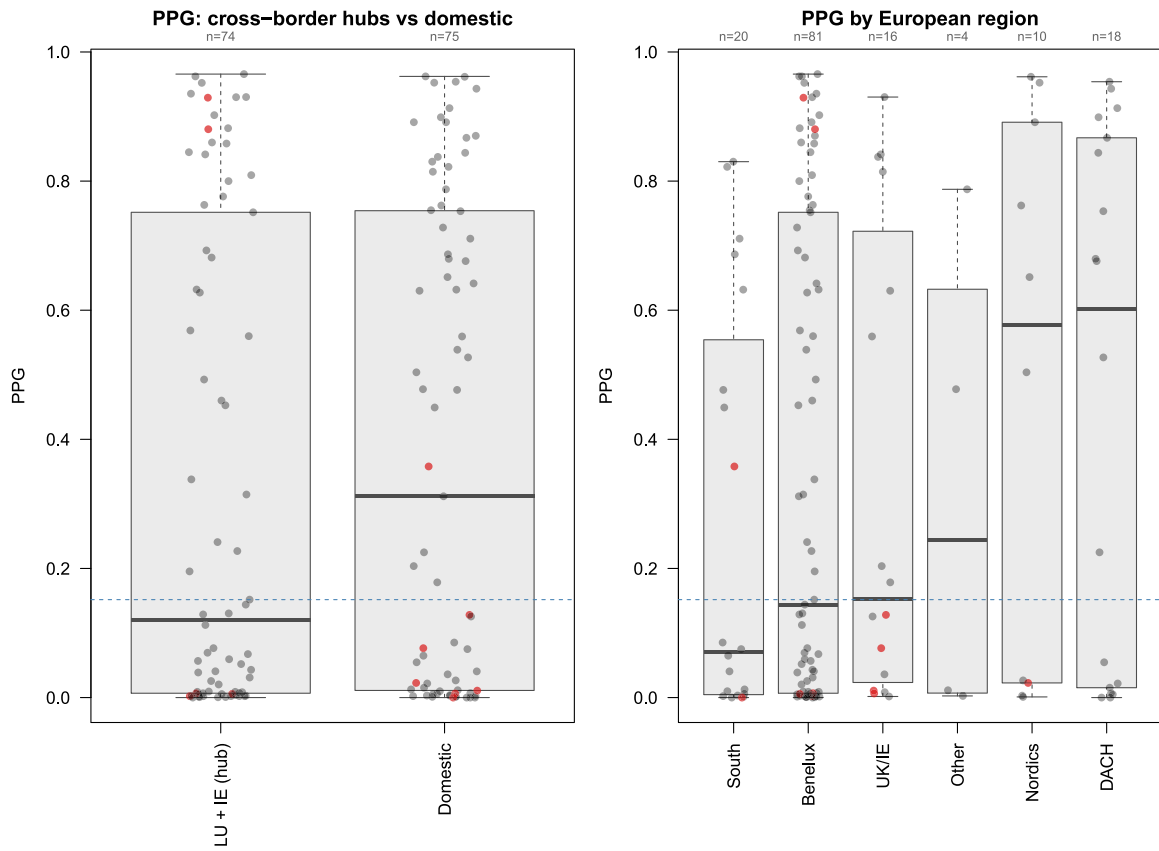 PPG: cross−border hubs vs domestic
n=74 n=75
PPG
1.0
0.8
0.6
0.4
0.2
0.0
LU + IE (hub)
Domestic
PPG by European region
n=20 n=81 n=16 n=4 n=10 n=18
PPG
1.0
0.8
0.6
0.4
0.2
0.0
South
Benelux
UK/IE
Other
Nordics
DACH